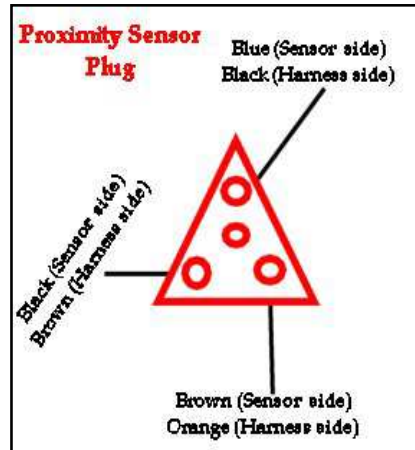 Proximity Sensor
Plug
Blue (Sensor side)
Black (Harness side)
Black (Sensor side)
Brown (Harness side)
Brown (Sensor side)
Orange (Harness side)